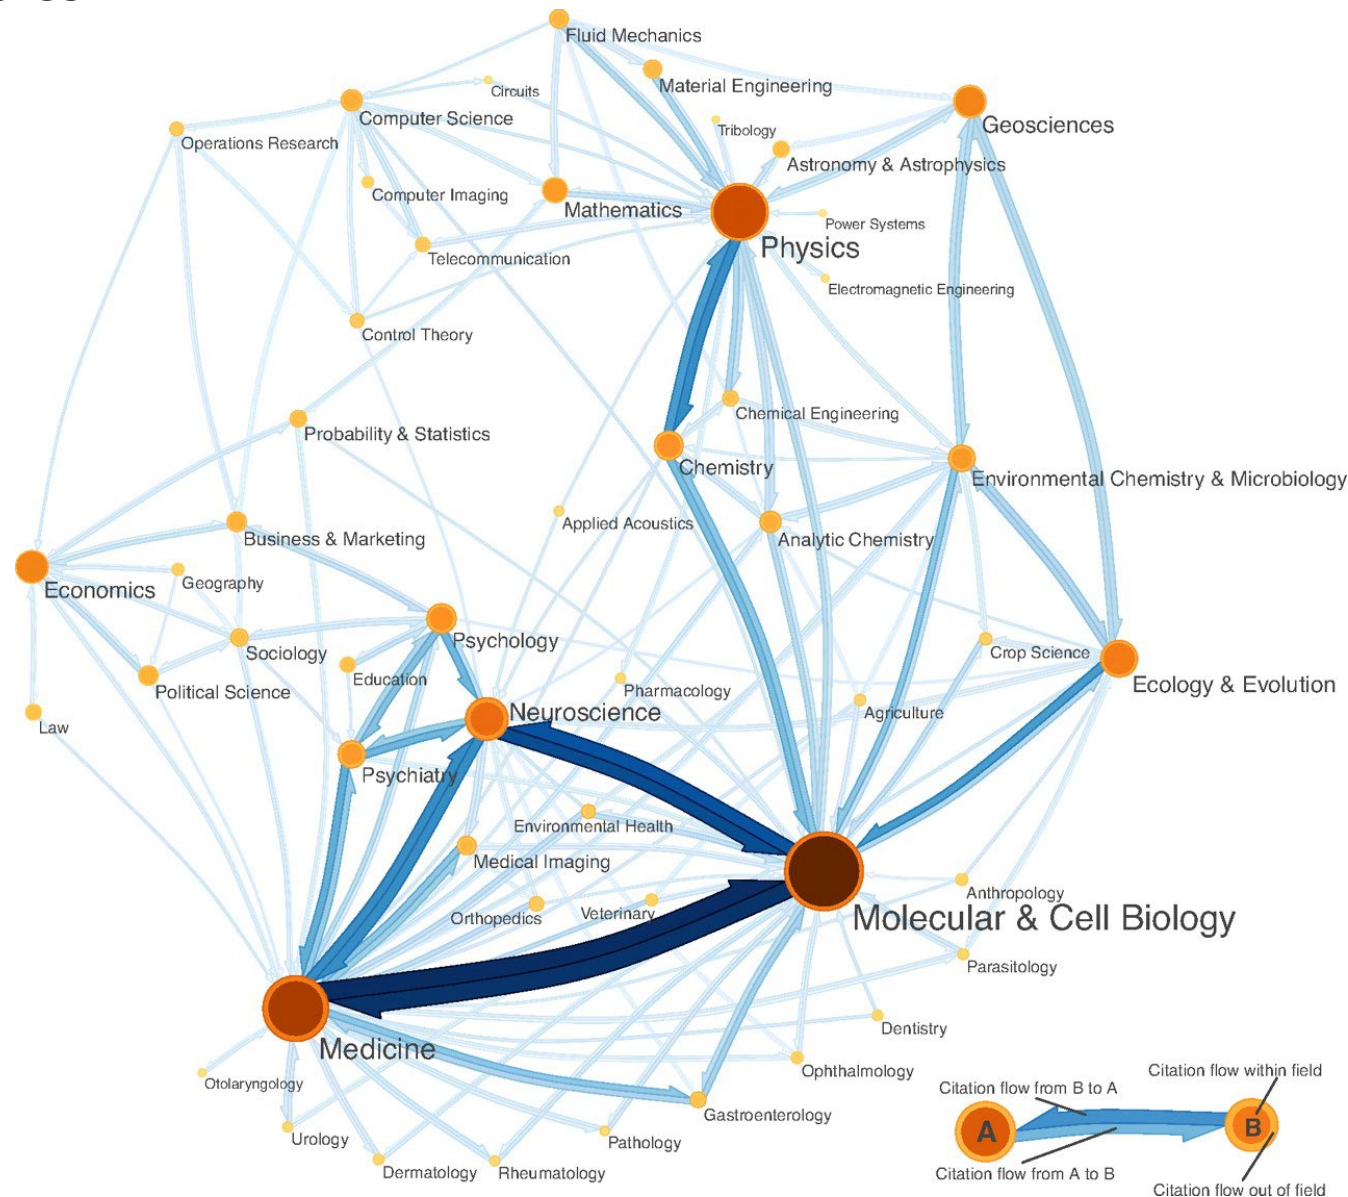 Fluid Mechanics
Circuits
Material Engineering
Computer Science
Geosciences
Operations Research
Tribology
Astronomy & Astrophysics
Computer Imaging
Mathematics
Physics
Power Systems
Telecommunication
Electromagnetic Engineering
Control Theory
Probability & Statistics
Chemical Engineering
Chemistry
Environmental Chemistry & Microbiology
Applied Acoustics
Business & Marketing
Analytic Chemistry
Economics
Geography
Psychology
Sociology
Crop Science
Education
Political Science
Pharmacology
Ecology & Evolution
Law
Neuroscience
Agriculture
Psychiatry
Environmental Health
Medical Imaging
Orthopedics
Veterinary
Anthropology
Molecular & Cell Biology
Parasitology
Dentistry
Medicine
Otolaryngology
Ophthalmology
Gastroenterology
Urology
Pathology
Dermatology
Rheumatology
Citation flow within field
Citation flow from B to A
A
B
Citation flow from A to B
Citation flow out of field